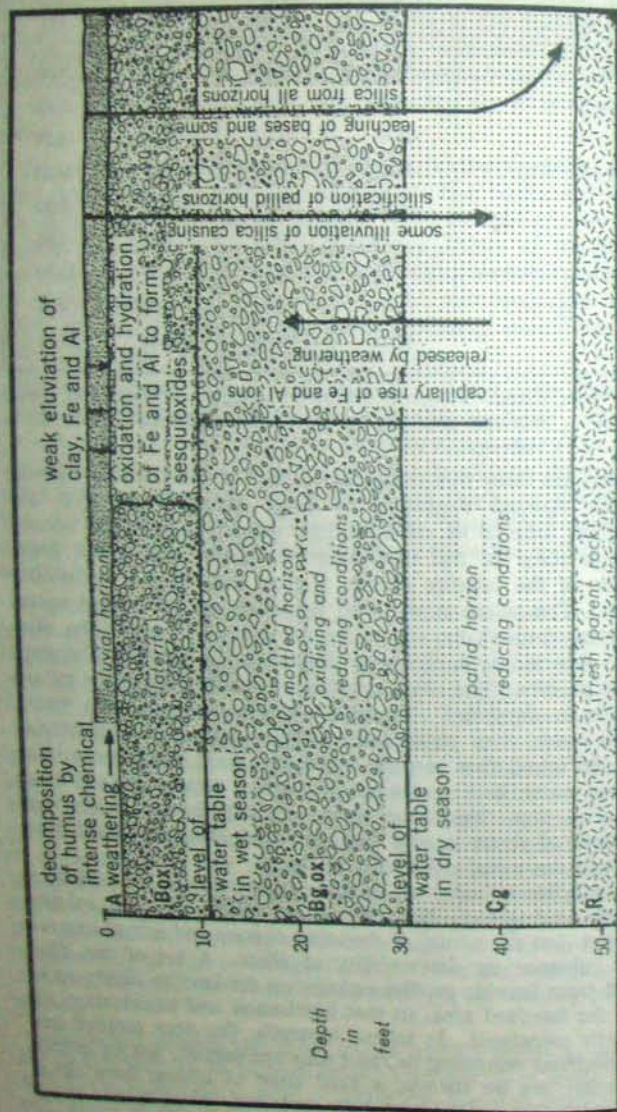 decomposition
of humus by
intense chemical
weathering
weak eluviation of
clay, Fe and Al
0
10
20
30
40
50
Depth
in
feet
A
eluvial horizon
Box
laterite
oxidation and hydration
of Fe and Al to form
sesquioxides
level of
water table
in wet season
Bg ox
mottled horizon
oxidising and
reducing conditions
level of
water table
in dry season
Cg
pallid horizon
reducing conditions
R
(fresh parent rock)
capillary rise of Fe and Al ions
released by weathering
some illuviation of silica causing
silicification of pallid horizons
leaching of bases and some
silica from all horizons